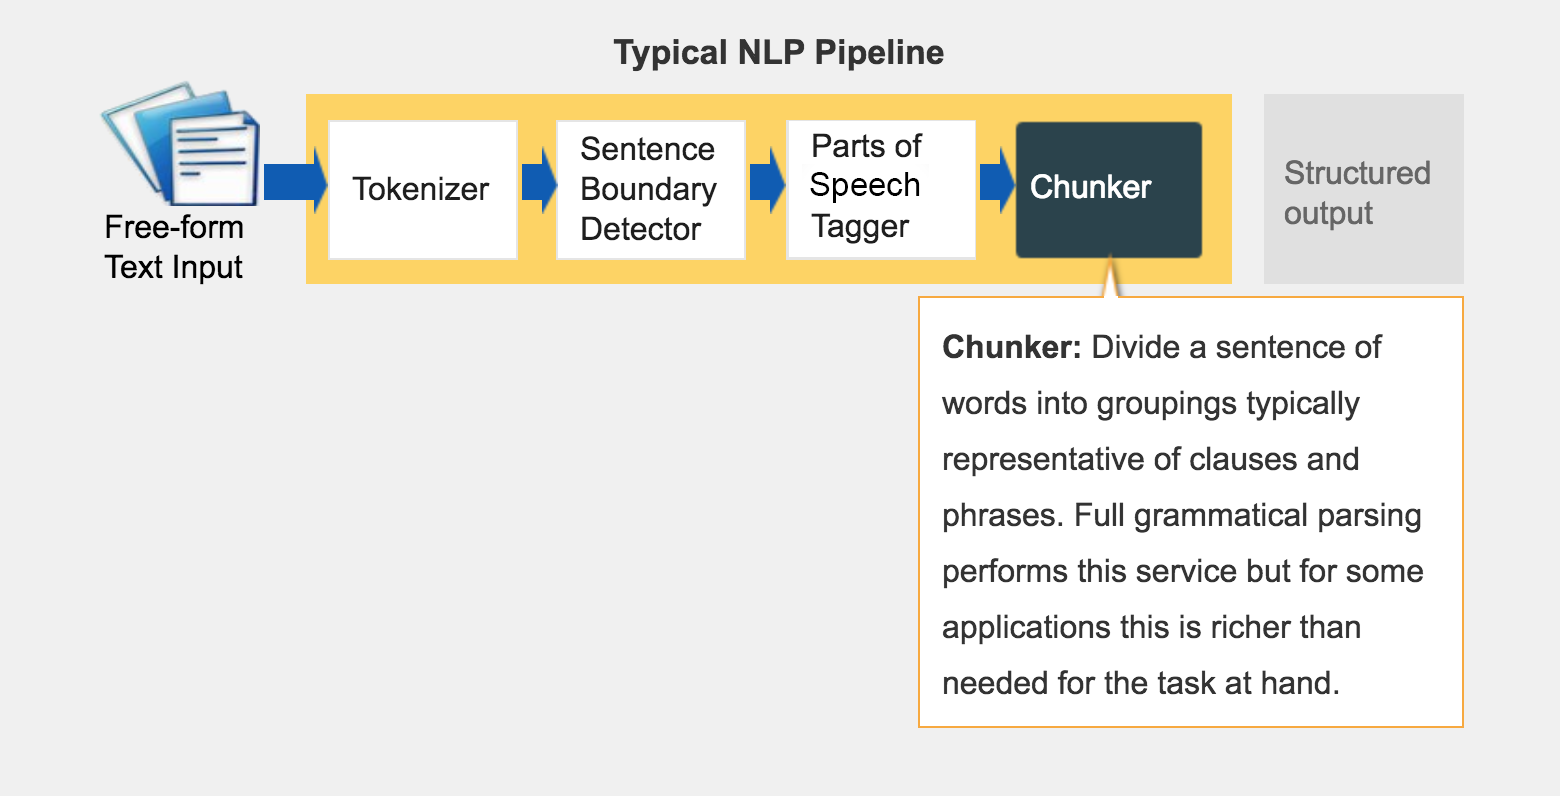 Typical NLP Pipeline
Free-form
Text Input
Tokenizer
Sentence
Boundary
Detector
Parts of
Speech
Tagger
Chunker
Structured
output
Chunker: Divide a sentence of
words into groupings typically
representative of clauses and
phrases. Full grammatical parsing
performs this service but for some
applications this is richer than
needed for the task at hand.